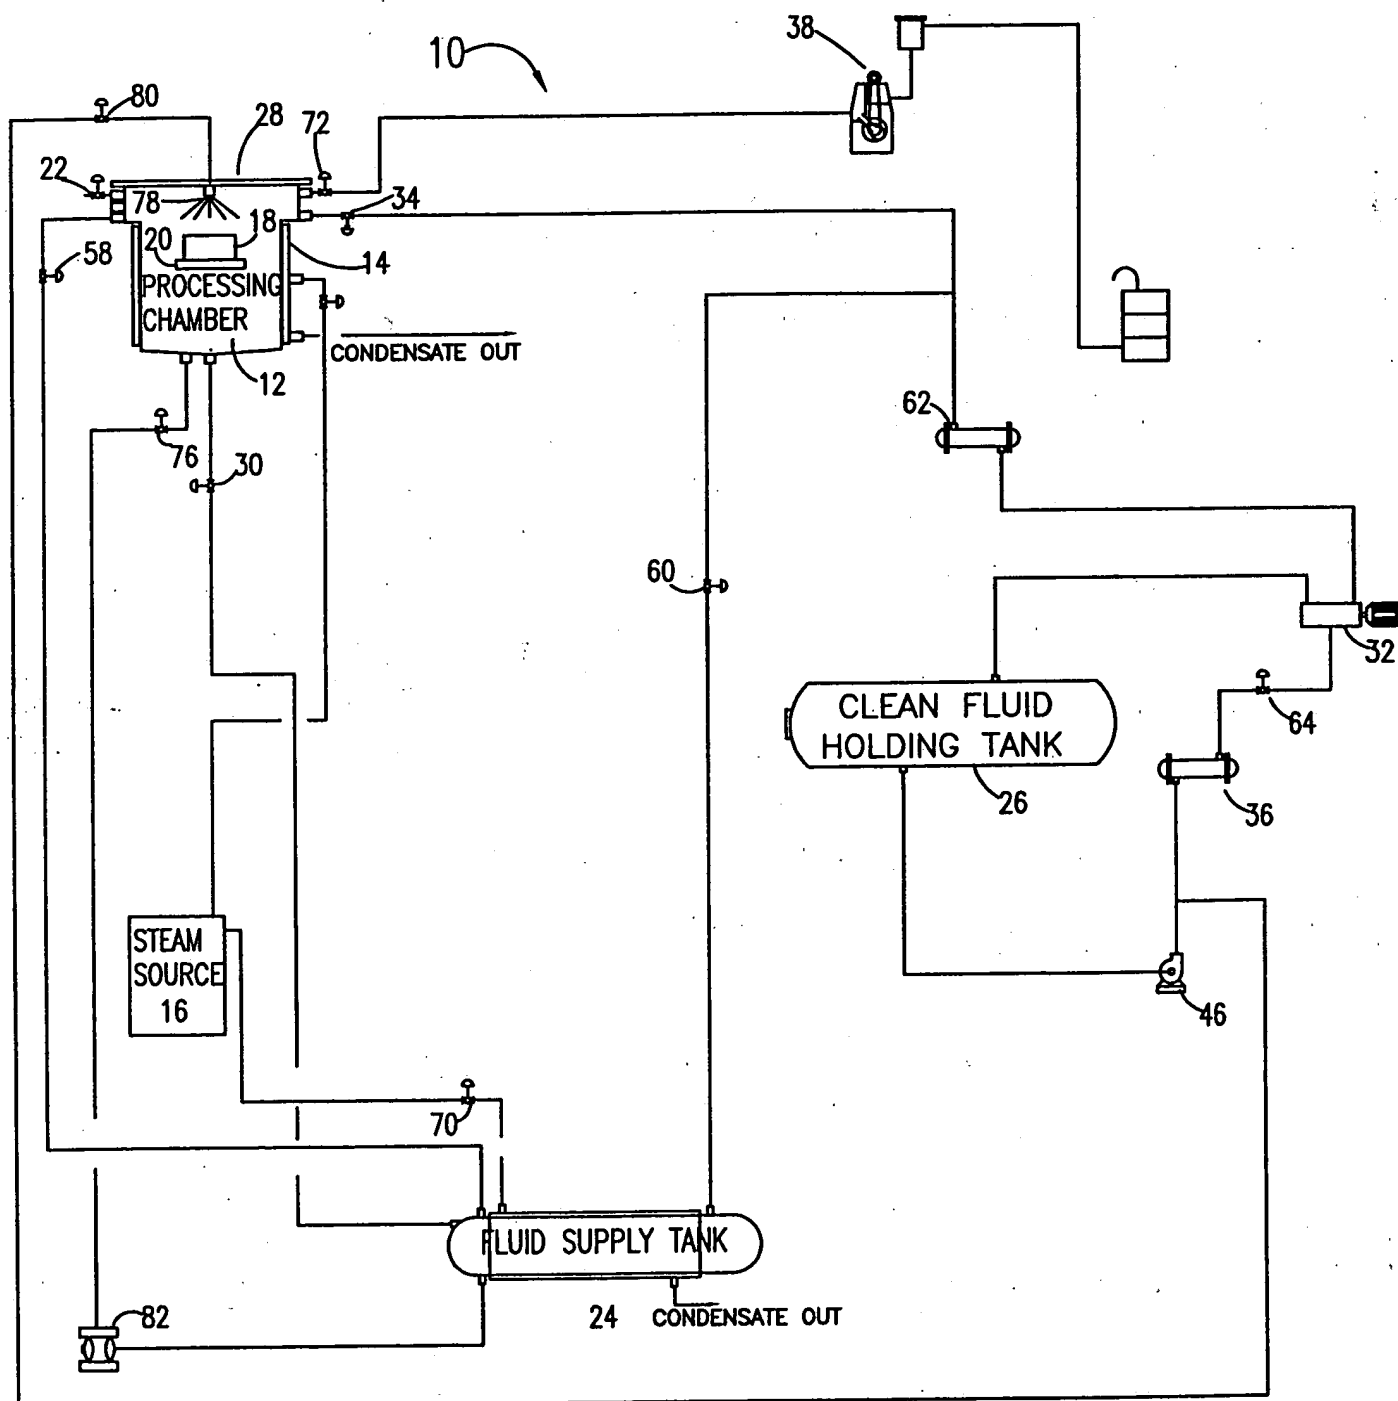 10
38
80
28
72
22
78
34
18
20
58
14
PROCESSING
CHAMBER
CONDENSATE OUT
12
62
76
30
60
32
CLEAN FLUID
HOLDING TANK
64
26
36
STEAM
SOURCE
16
46
70
FLUID SUPPLY TANK
82
24
CONDENSATE OUT